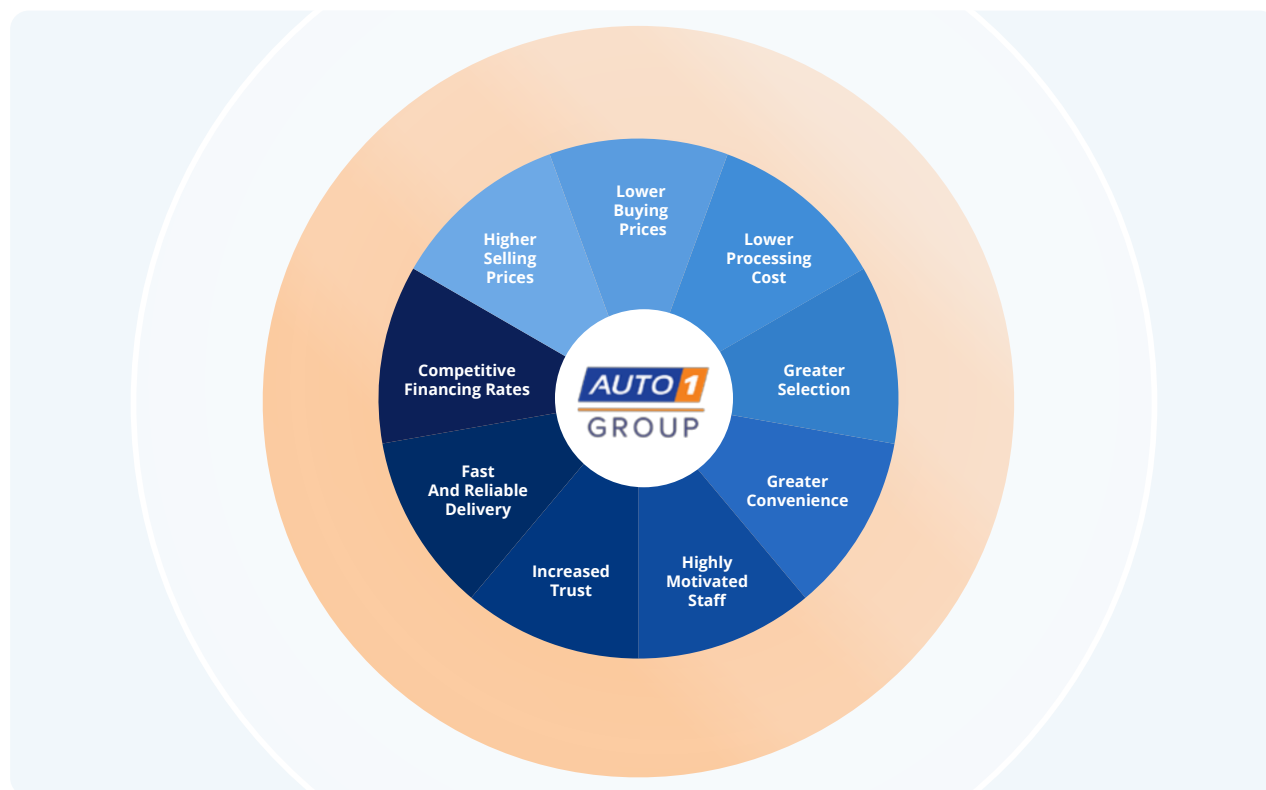 Lower
Buying
Prices
Lower
Processing
Cost
Greater
Selection
Greater
Convenience
Highly
Motivated
Staff
Increased
Trust
Fast
And Reliable
Delivery
Competitive
Financing Rates
Higher
Selling
Prices
AUTO1
GROUP